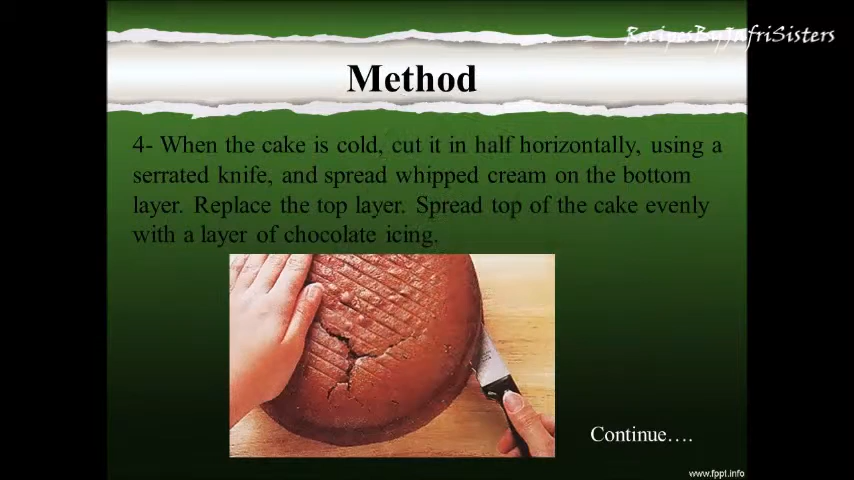 RecipesByJafriSisters
Method
4- When the cake is cold, cut it in half horizontally, using a
serrated knife, and spread whipped cream on the bottom
layer. Replace the top layer. Spread top of the cake evenly
with a layer of chocolate icing.
Continue….
www.fppt.info